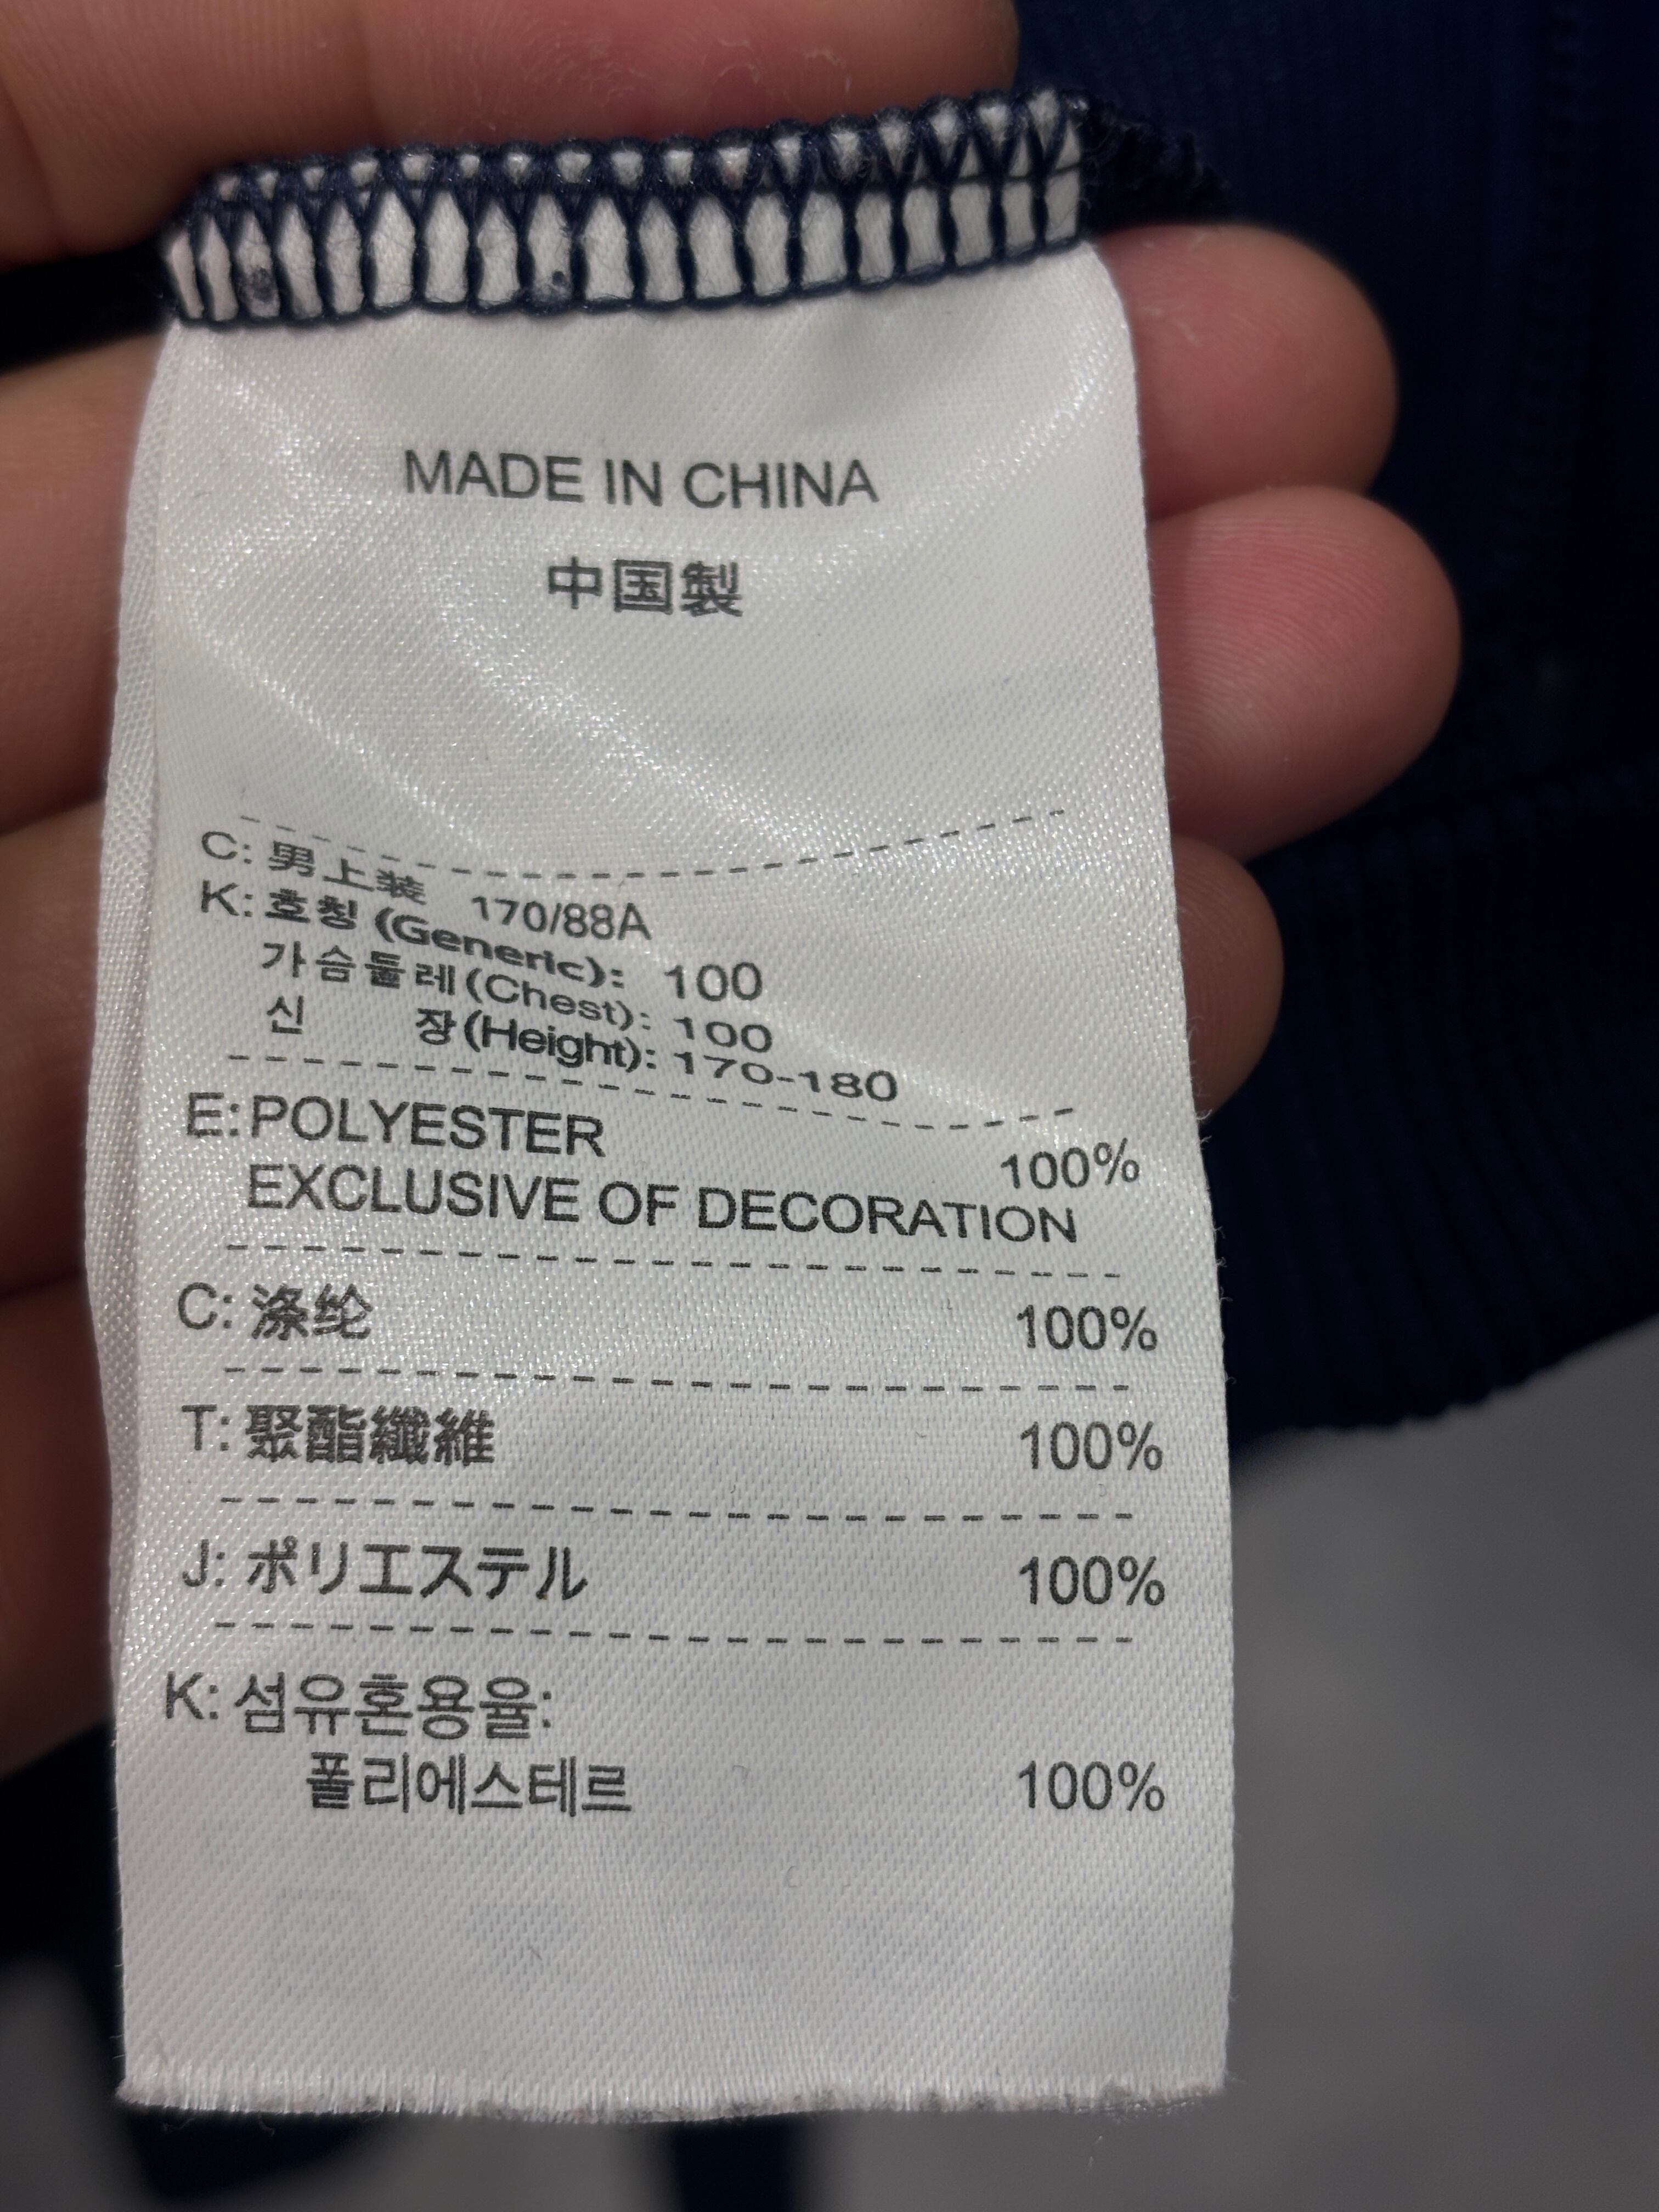 MADE IN CHINA
中国製
C: 男上装 170/88A
K: 호칭 (Generic): 100
가슴둘레(Chest): 100
신 장(Height): 170-180
E: POLYESTER 100%
EXCLUSIVE OF DECORATION
C: 涤纶 100%
T: 聚酯纖維 100%
J: ポリエステル 100%
K: 섬유혼용율:
폴리에스테르 100%